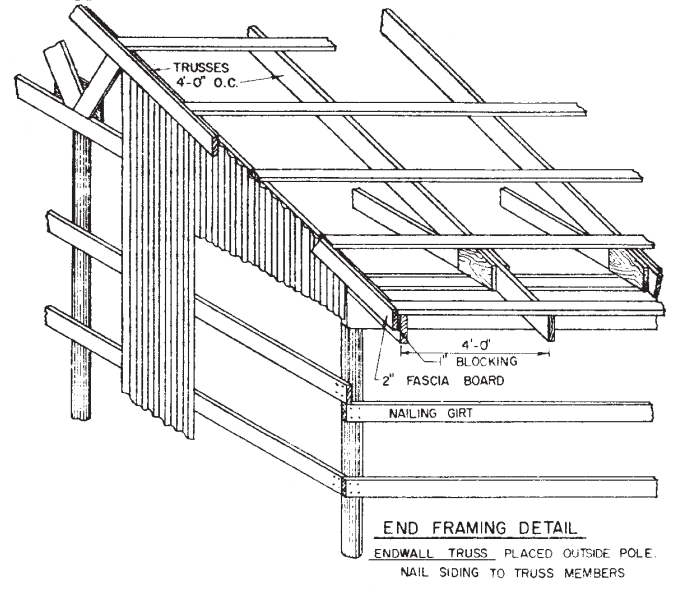 TRUSSES
4'-0" O.C.
4'-0"
1" BLOCKING
2" FASCIA BOARD
NAILING GIRT
END FRAMING DETAIL
ENDWALL TRUSS PLACED OUTSIDE POLE.
NAIL SIDING TO TRUSS MEMBERS